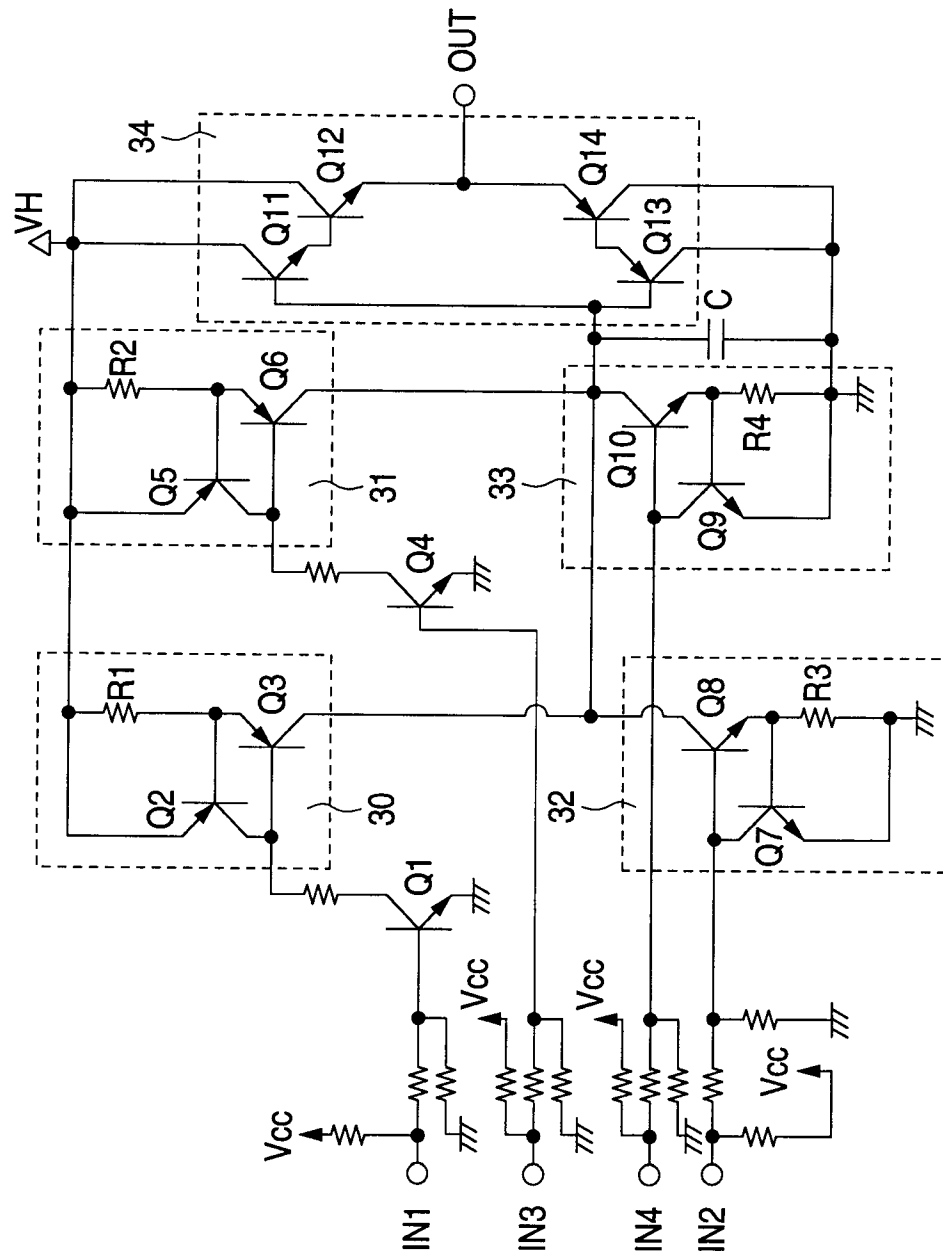 VH
34
Q11
Q12
OUT
Q14
Q13
C
R2
Q6
Q5
31
Q4
33
Q10
R4
Q9
R1
Q3
Q2
30
Q1
32
Q8
R3
Q7
Vcc
Vcc
Vcc
Vcc
IN1
IN3
IN4
IN2